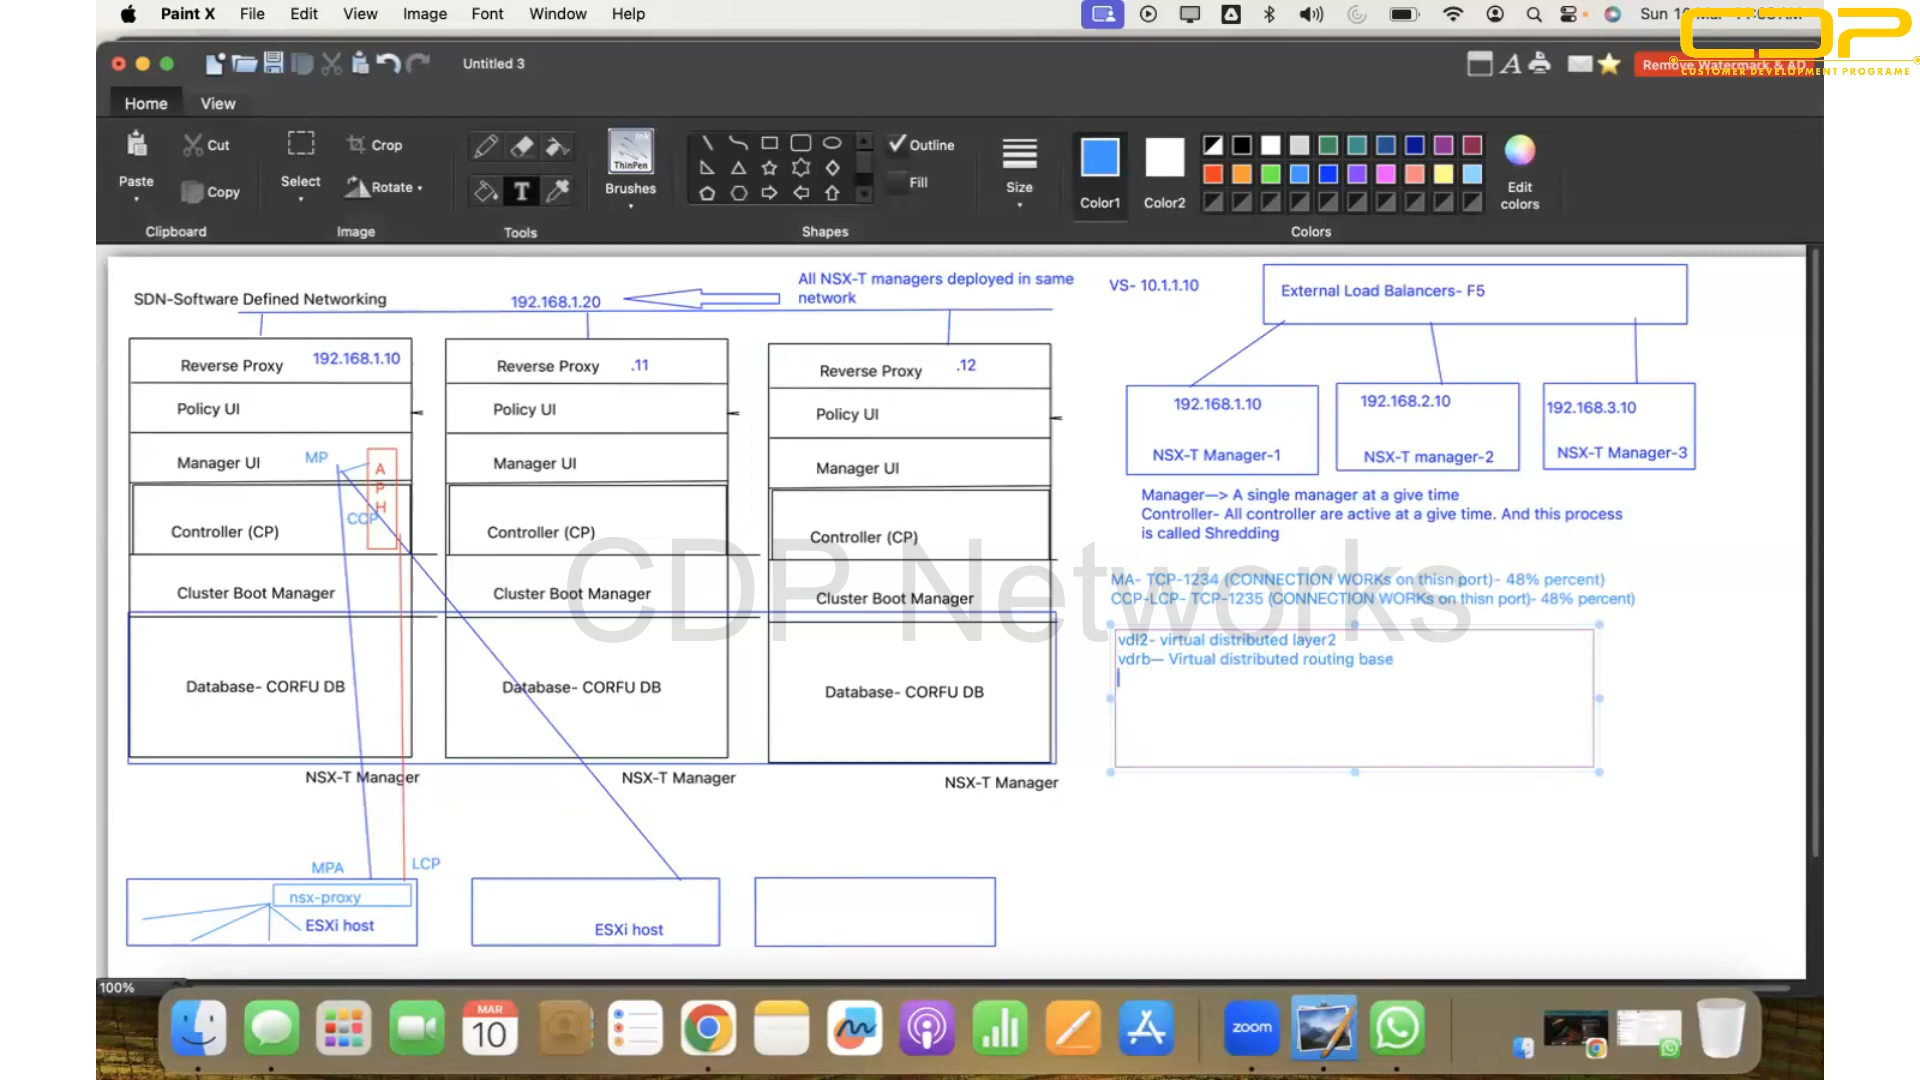 Paint X File Edit View Image Font Window Help
Sun 10 Mar
CDP
CUSTOMER DEVELOPMENT PROGRAME
Untitled 3
Remove Watermark & AD
Home View
Paste
Cut
Copy
Clipboard
Select
Crop
Rotate
Image
T
Tools
Ink
ThinPen
Brushes
Outline
Fill
Shapes
Size
Color1
Color2
Edit
colors
Colors
SDN-Software Defined Networking
192.168.1.20
All NSX-T managers deployed in same
network
VS- 10.1.1.10
External Load Balancers- F5
Reverse Proxy 192.168.1.10
Policy UI
Manager UI
MP
A
P
H
CCP
Controller (CP)
Cluster Boot Manager
Database- CORFU DB
NSX-T Manager
Reverse Proxy .11
Policy UI
Manager UI
Controller (CP)
Cluster Boot Manager
Database- CORFU DB
NSX-T Manager
Reverse Proxy .12
Policy UI
Manager UI
Controller (CP)
Cluster Boot Manager
Database- CORFU DB
NSX-T Manager
192.168.1.10
NSX-T Manager-1
192.168.2.10
NSX-T manager-2
192.168.3.10
NSX-T Manager-3
Manager—> A single manager at a give time
Controller- All controller are active at a give time. And this process
is called Shredding
MA- TCP-1234 (CONNECTION WORKs on thisn port)- 48% percent)
CCP-LCP- TCP-1235 (CONNECTION WORKs on thisn port)- 48% percent)
vdl2- virtual distributed layer2
vdrb— Virtual distributed routing base
CDP Networks
MPA
LCP
nsx-proxy
ESXi host
ESXi host
100%
MAR
10
zoom